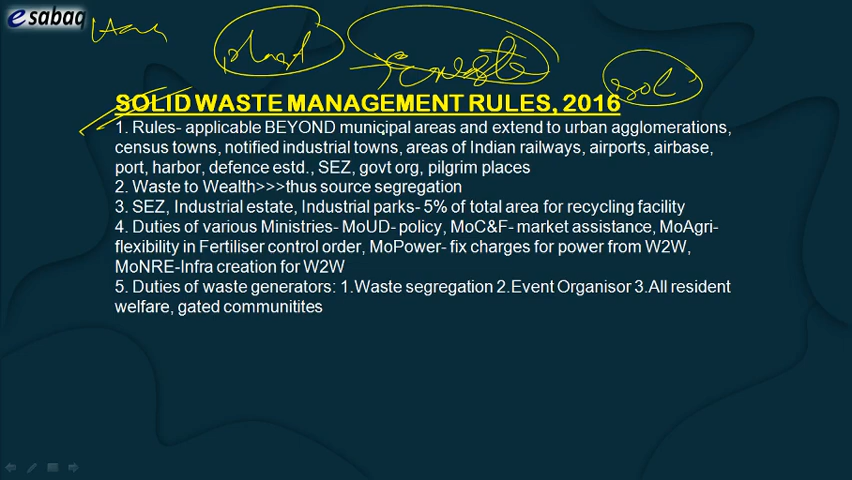 esabaq
plast
e waste
sol
SOLID WASTE MANAGEMENT RULES, 2016
1. Rules- applicable BEYOND municipal areas and extend to urban agglomerations,
census towns, notified industrial towns, areas of Indian railways, airports, airbase,
port, harbor, defence estd., SEZ, govt org, pilgrim places
2. Waste to Wealth>>>thus source segregation
3. SEZ, Industrial estate, Industrial parks- 5% of total area for recycling facility
4. Duties of various Ministries- MoUD- policy, MoC&F- market assistance, MoAgri-
flexibility in Fertiliser control order, MoPower- fix charges for power from W2W,
MoNRE-Infra creation for W2W
5. Duties of waste generators: 1.Waste segregation 2.Event Organisor 3.All resident
welfare, gated communitites